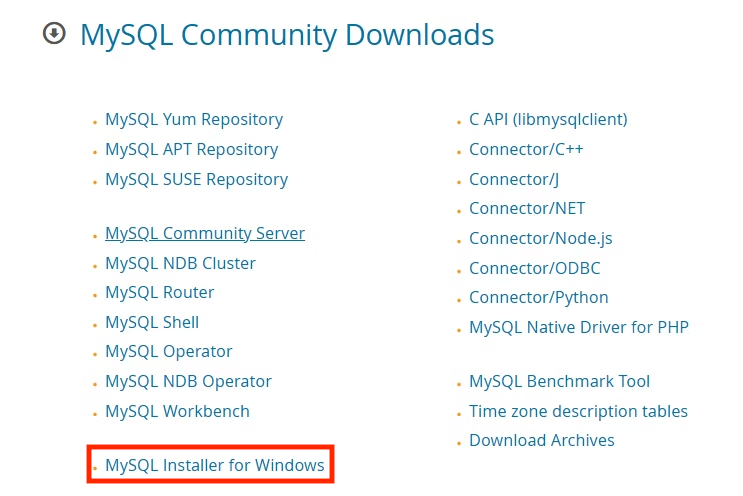 MySQL Community Downloads
MySQL Yum Repository
MySQL APT Repository
MySQL SUSE Repository
MySQL Community Server
MySQL NDB Cluster
MySQL Router
MySQL Shell
MySQL Operator
MySQL NDB Operator
MySQL Workbench
MySQL Installer for Windows
C API (libmysqlclient)
Connector/C++
Connector/J
Connector/NET
Connector/Node.js
Connector/ODBC
Connector/Python
MySQL Native Driver for PHP
MySQL Benchmark Tool
Time zone description tables
Download Archives